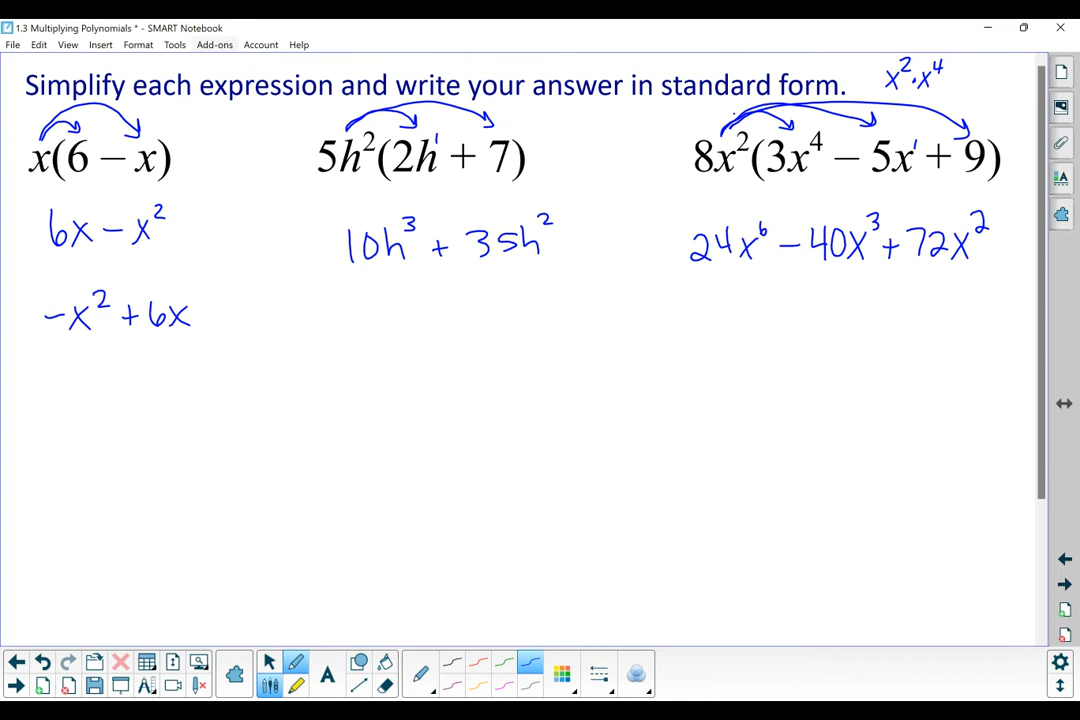 1.3 Multiplying Polynomials * - SMART Notebook
File Edit View Insert Format Tools Add-ons Account Help
Simplify each expression and write your answer in standard form. x² · x⁴
x(6 – x) 5h²(2h¹ + 7) 8x²(3x⁴ – 5x¹ + 9)
6x – x² 10h³ + 35h² 24x⁶ – 40x³ + 72x²
–x² + 6x